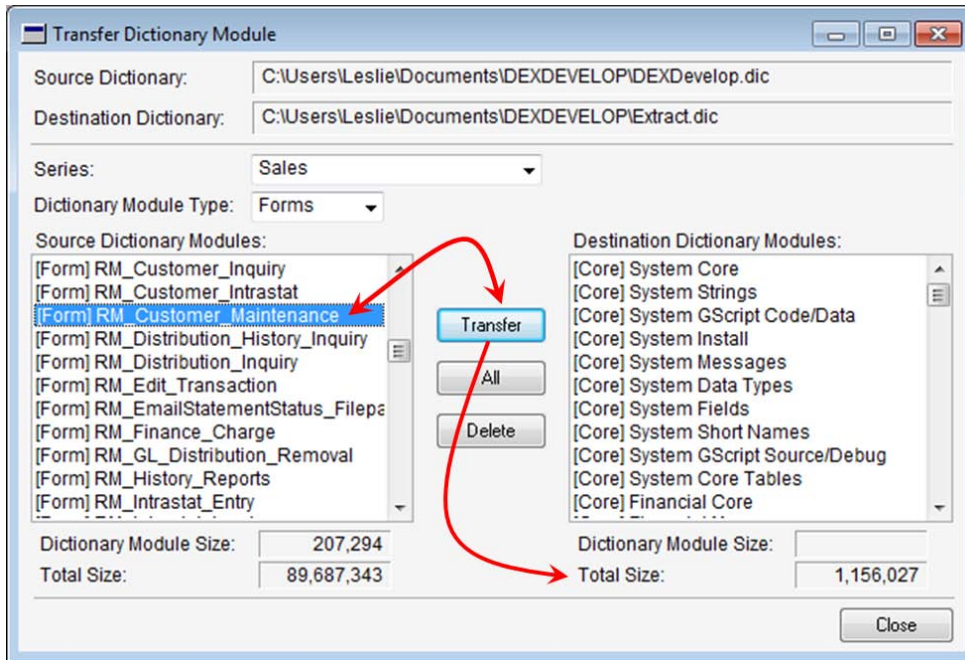 Transfer Dictionary Module
Source Dictionary: C:\Users\Leslie\Documents\DEXDEVELOP\DEXDevelop.dic
Destination Dictionary: C:\Users\Leslie\Documents\DEXDEVELOP\Extract.dic
Series: Sales
Dictionary Module Type: Forms
Source Dictionary Modules:
[Form] RM_Customer_Inquiry
[Form] RM_Customer_Intrastat
[Form] RM_Customer_Maintenance
[Form] RM_Distribution_History_Inquiry
[Form] RM_Distribution_Inquiry
[Form] RM_Edit_Transaction
[Form] RM_EmailStatementStatus_Filepa
[Form] RM_Finance_Charge
[Form] RM_GL_Distribution_Removal
[Form] RM_History_Reports
[Form] RM_Intrastat_Entry
Dictionary Module Size: 207,294
Total Size: 89,687,343
Transfer
All
Delete
Destination Dictionary Modules:
[Core] System Core
[Core] System Strings
[Core] System GScript Code/Data
[Core] System Install
[Core] System Messages
[Core] System Data Types
[Core] System Fields
[Core] System Short Names
[Core] System GScript Source/Debug
[Core] System Core Tables
[Core] Financial Core
Dictionary Module Size:
Total Size: 1,156,027
Close